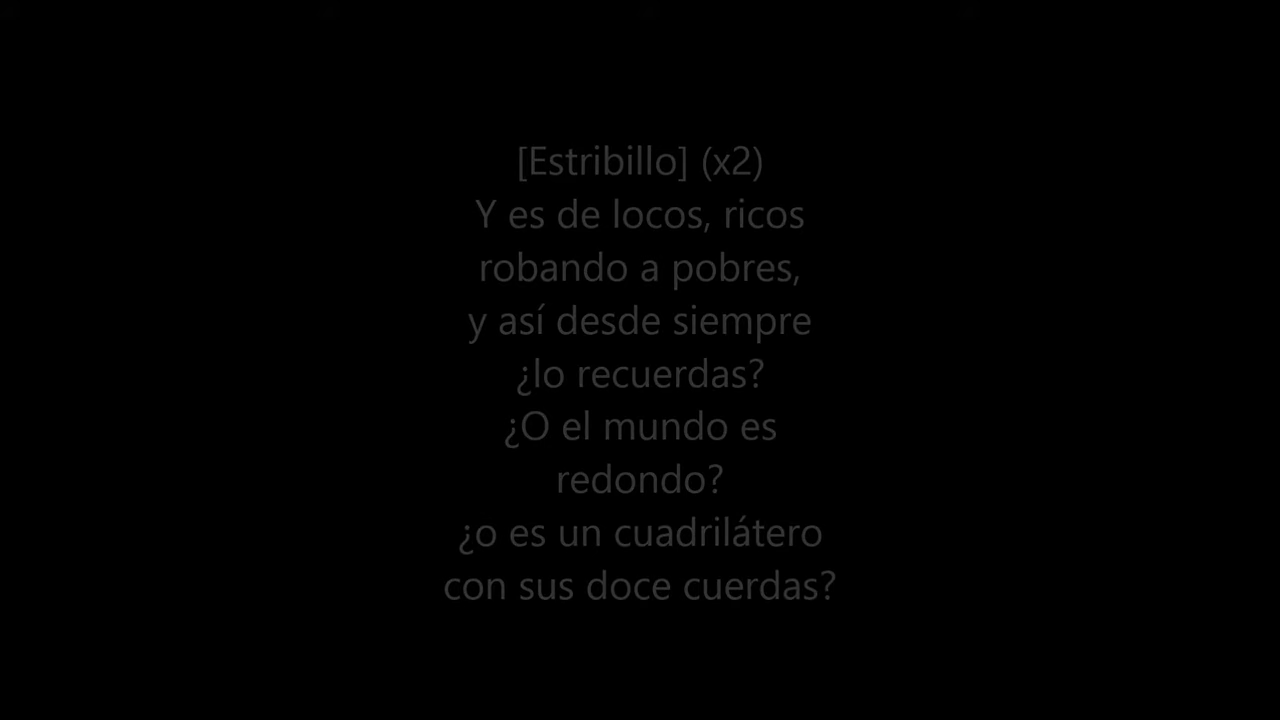 [Estribillo] (x2)
Y es de locos, ricos
robando a pobres,
y así desde siempre
¿lo recuerdas?
¿O el mundo es
redondo?
¿o es un cuadrilátero
con sus doce cuerdas?